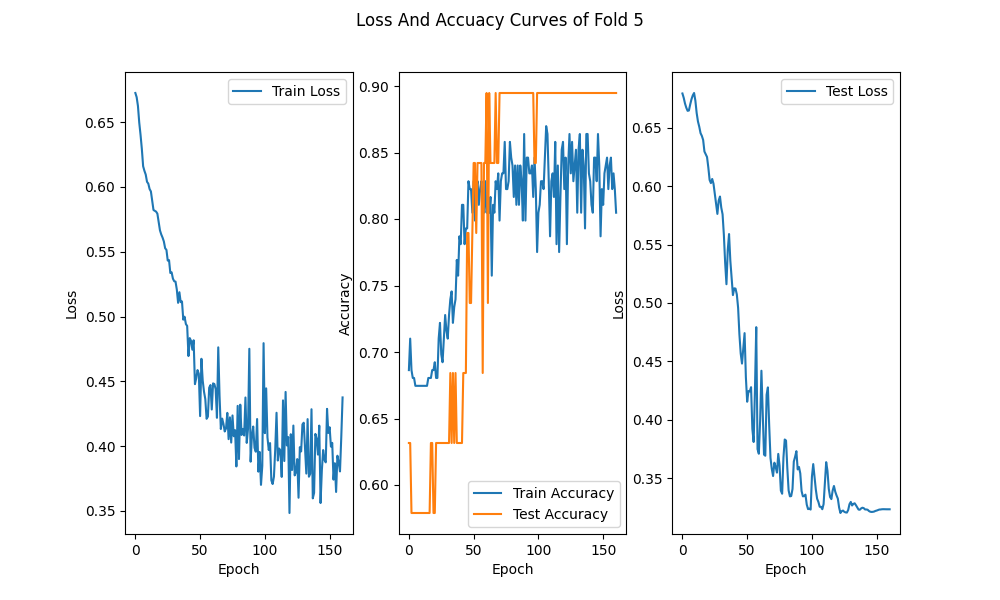 Loss And Accuacy Curves of Fold 5
Train Loss
0.65
0.60
0.55
0.50
0.45
0.40
0.35
Loss
0 50 100 150
Epoch
0.90
0.85
0.80
0.75
0.70
0.65
0.60
Accuracy
Train Accuracy
Test Accuracy
0 50 100 150
Epoch
Test Loss
0.65
0.60
0.55
0.50
0.45
0.40
0.35
Loss
0 50 100 150
Epoch